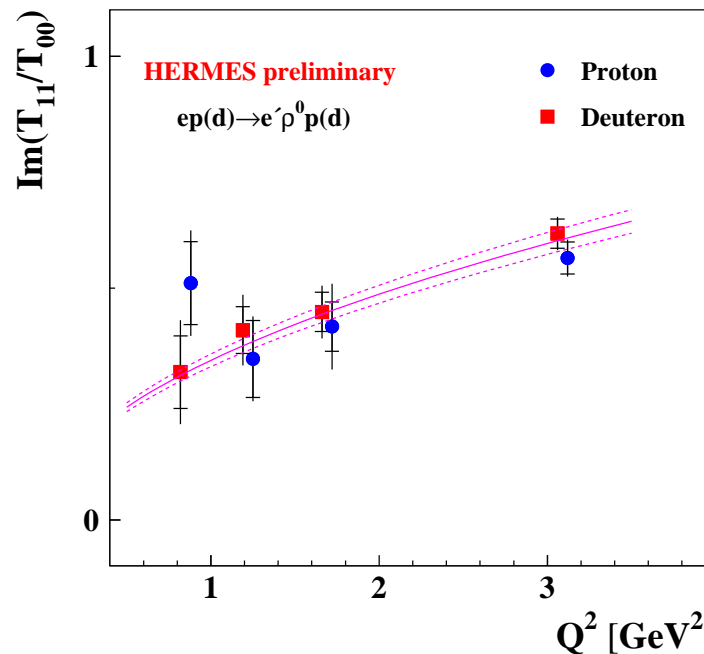 Im(T₁₁/T₀₀)
1
HERMES preliminary
Proton
ep(d)→e´ρ⁰p(d)
Deuteron
0
1
2
3
Q² [GeV²